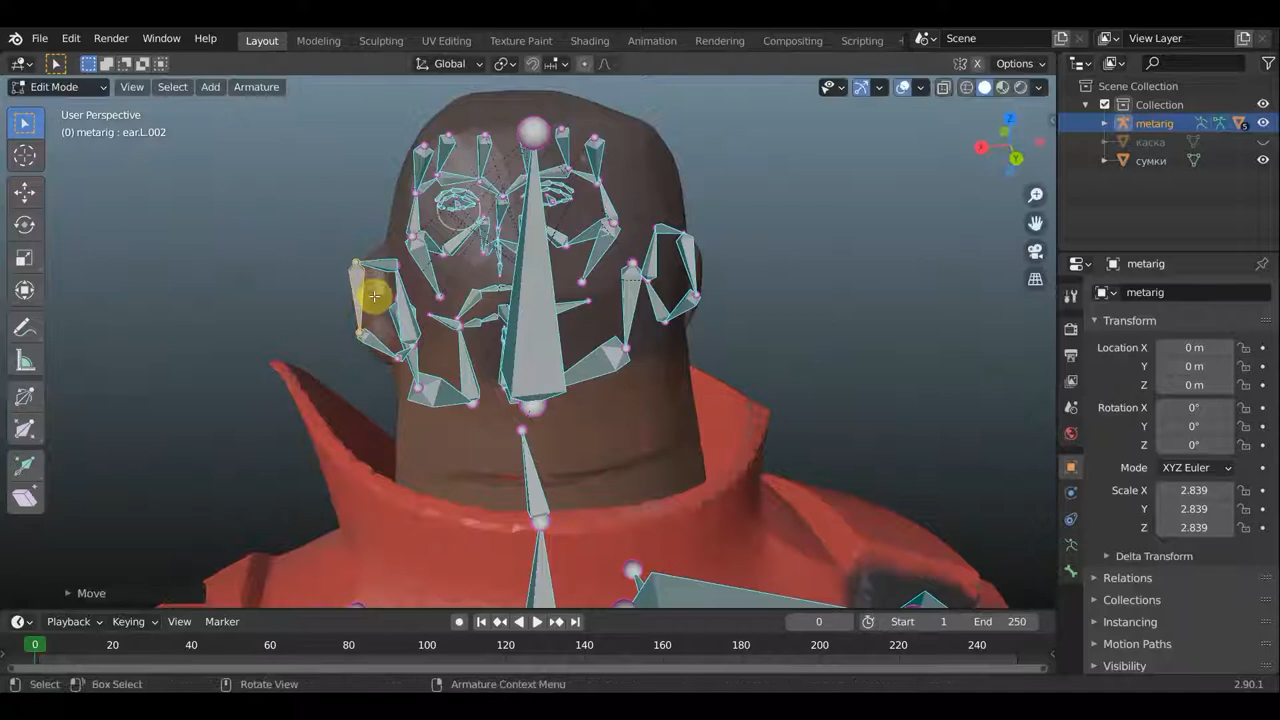 File Edit Render Window Help Layout Modeling Sculpting UV Editing Texture Paint Shading Animation Rendering Compositing Scripting Scene View Layer
Global X Options
Edit Mode View Select Add Armature
User Perspective
(0) metarig : ear.L.002
Z
X
Y
Scene Collection
Collection
metarig 5
каска
сумки
metarig
metarig
Transform
Location X 0 m
Y 0 m
Z 0 m
Rotation X 0°
Y 0°
Z 0°
Mode XYZ Euler
Scale X 2.839
Y 2.839
Z 2.839
Delta Transform
Relations
Collections
Instancing
Motion Paths
Visibility
Move
Playback Keying View Marker 0 Start 1 End 250
0 20 40 60 80 100 120 140 160 180 200 220 240
Select Box Select Rotate View Armature Context Menu 2.90.1